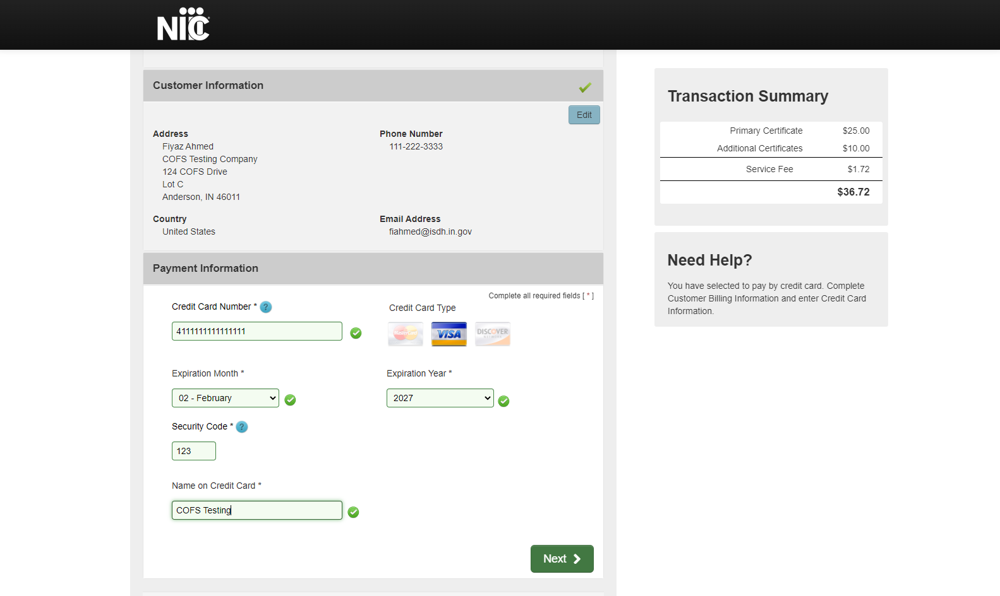 NIC
Customer Information
Edit
Address
Fiyaz Ahmed
COFS Testing Company
124 COFS Drive
Lot C
Anderson, IN 46011
Phone Number
111-222-3333
Country
United States
Email Address
fiahmed@isdh.in.gov
Payment Information
Complete all required fields [ * ]
Credit Card Number * ?
4111111111111111
Credit Card Type
MasterCard VISA DISCOVER NETWORK
Expiration Month *
02 - February
Expiration Year *
2027
Security Code * ?
123
Name on Credit Card *
COFS Testing
Next
Transaction Summary
Primary Certificate $25.00
Additional Certificates $10.00
Service Fee $1.72
$36.72
Need Help?
You have selected to pay by credit card. Complete
Customer Billing Information and enter Credit Card
Information.